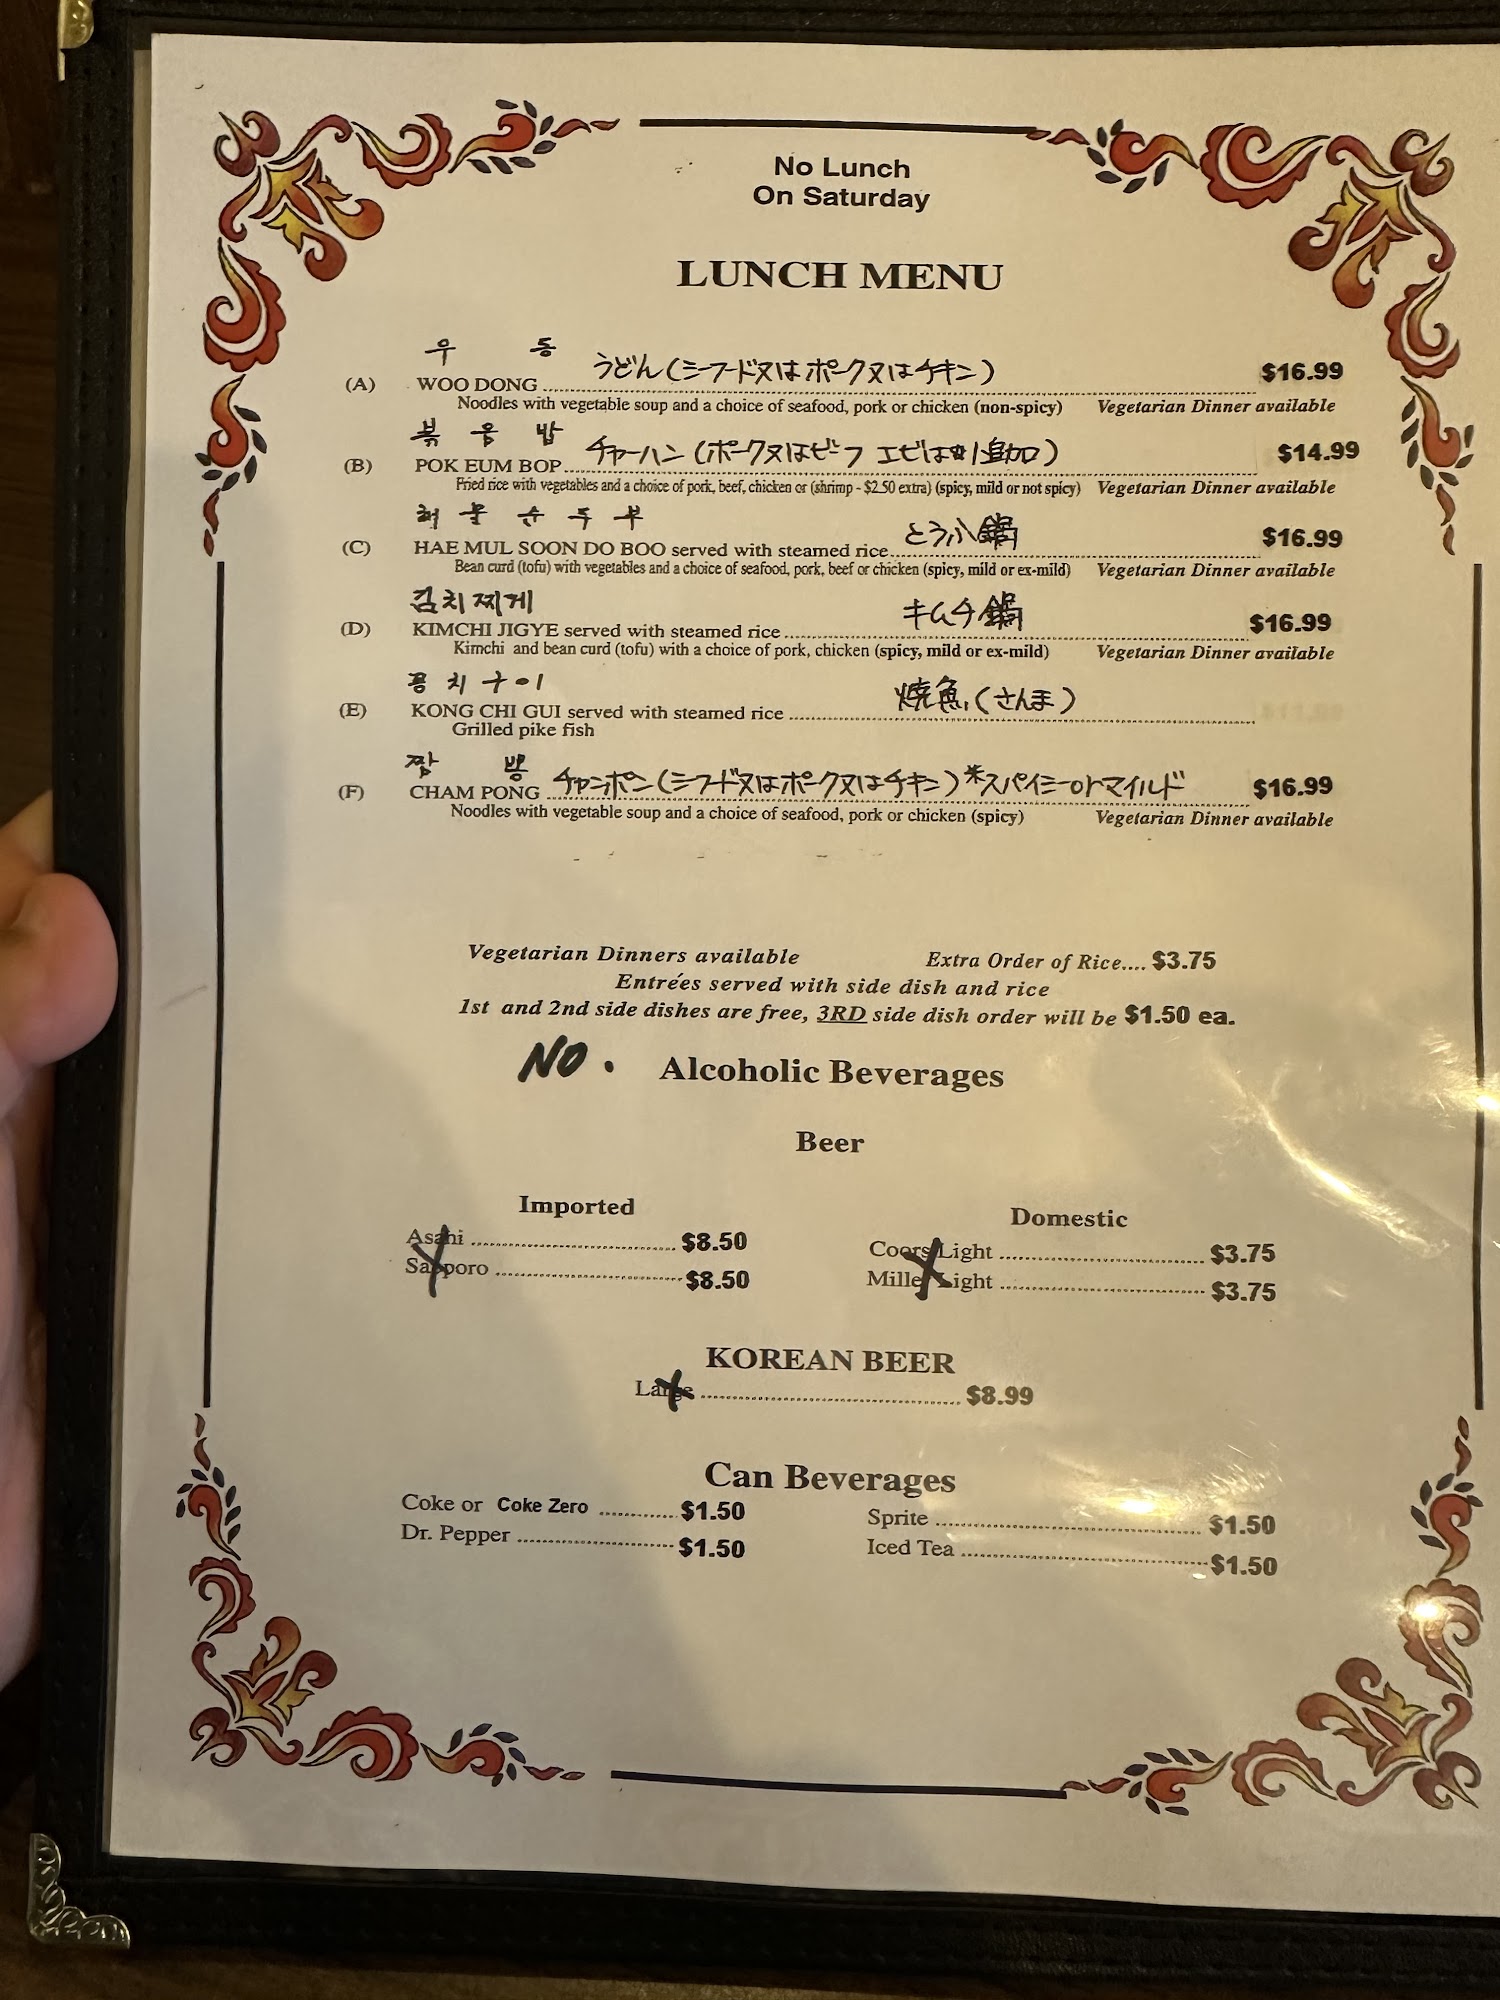 No Lunch
On Saturday
LUNCH MENU
우 동 うどん(シーフード又はポーク又はチキン)
(A) WOO DONG $16.99
Noodles with vegetable soup and a choice of seafood, pork or chicken (non-spicy) Vegetarian Dinner available
볶 음 밥 チャーハン(ポーク又はビーフ エビは 追加)
(B) POK EUM BOP $14.99
Fried rice with vegetables and a choice of pork, beef, chicken or (shrimp - $2.50 extra) (spicy, mild or not spicy) Vegetarian Dinner available
해 물 순 두 부 とうふ鍋
(C) HAE MUL SOON DO BOO served with steamed rice $16.99
Bean curd (tofu) with vegetables and a choice of seafood, pork, beef or chicken (spicy, mild or ex-mild) Vegetarian Dinner available
김치찌게 キムチ鍋
(D) KIMCHI JIGYE served with steamed rice $16.99
Kimchi and bean curd (tofu) with a choice of pork, chicken (spicy, mild or ex-mild) Vegetarian Dinner available
꽁 치 구이 焼魚(さんま)
(E) KONG CHI GUI served with steamed rice
Grilled pike fish
짬 뽕 チャンポン(シフード又はポーク又はチキン)*スパイシーorマイルド
(F) CHAM PONG $16.99
Noodles with vegetable soup and a choice of seafood, pork or chicken (spicy) Vegetarian Dinner available
Vegetarian Dinners available Extra Order of Rice.... $3.75
Entrées served with side dish and rice
1st and 2nd side dishes are free, 3RD side dish order will be $1.50 ea.
NO. Alcoholic Beverages
Beer
Imported Domestic
Asahi $8.50 Coors Light $3.75
Sapporo $8.50 Miller Light $3.75
KOREAN BEER
Large $8.99
Can Beverages
Coke or Coke Zero $1.50 Sprite $1.50
Dr. Pepper $1.50 Iced Tea $1.50